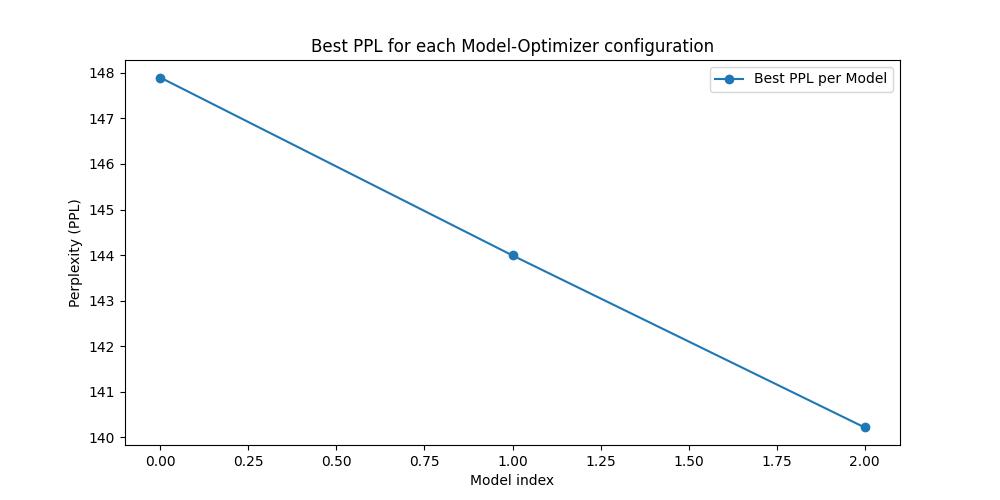 Best PPL for each Model-Optimizer configuration
Best PPL per Model
Perplexity (PPL)
148
147
146
145
144
143
142
141
140
0.00 0.25 0.50 0.75 1.00 1.25 1.50 1.75 2.00
Model index